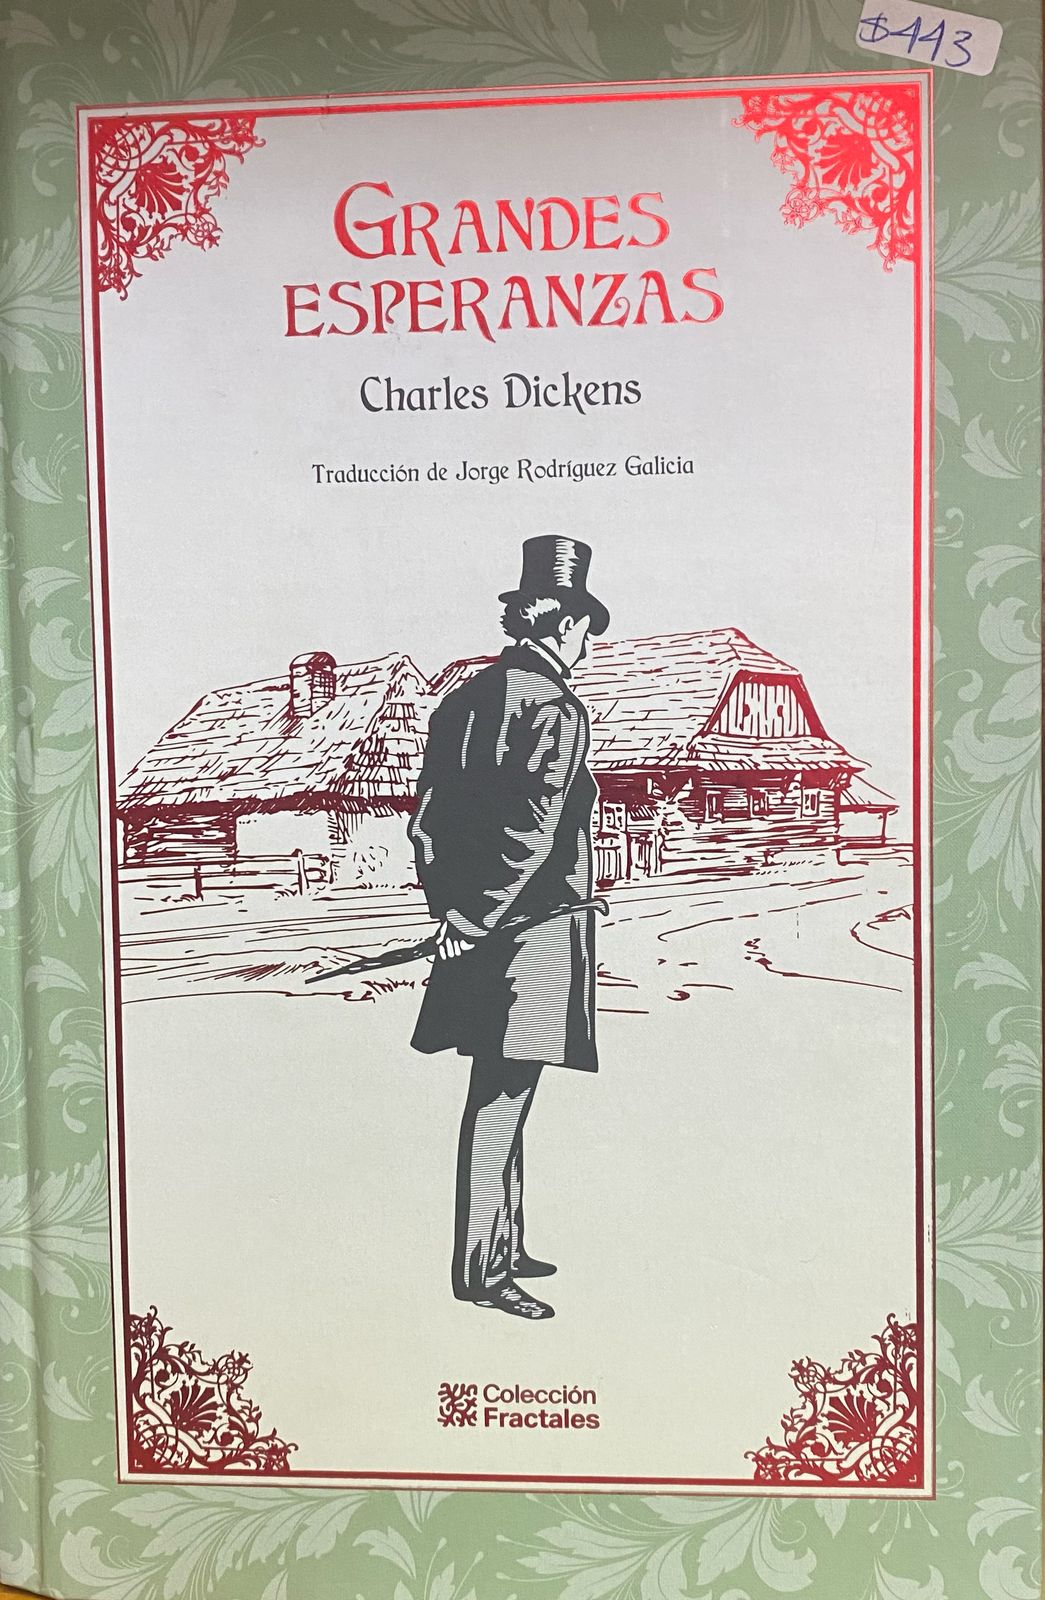 $443
GRANDES
ESPERANZAS
Charles Dickens
Traducción de Jorge Rodríguez Galicia
Colección
Fractales